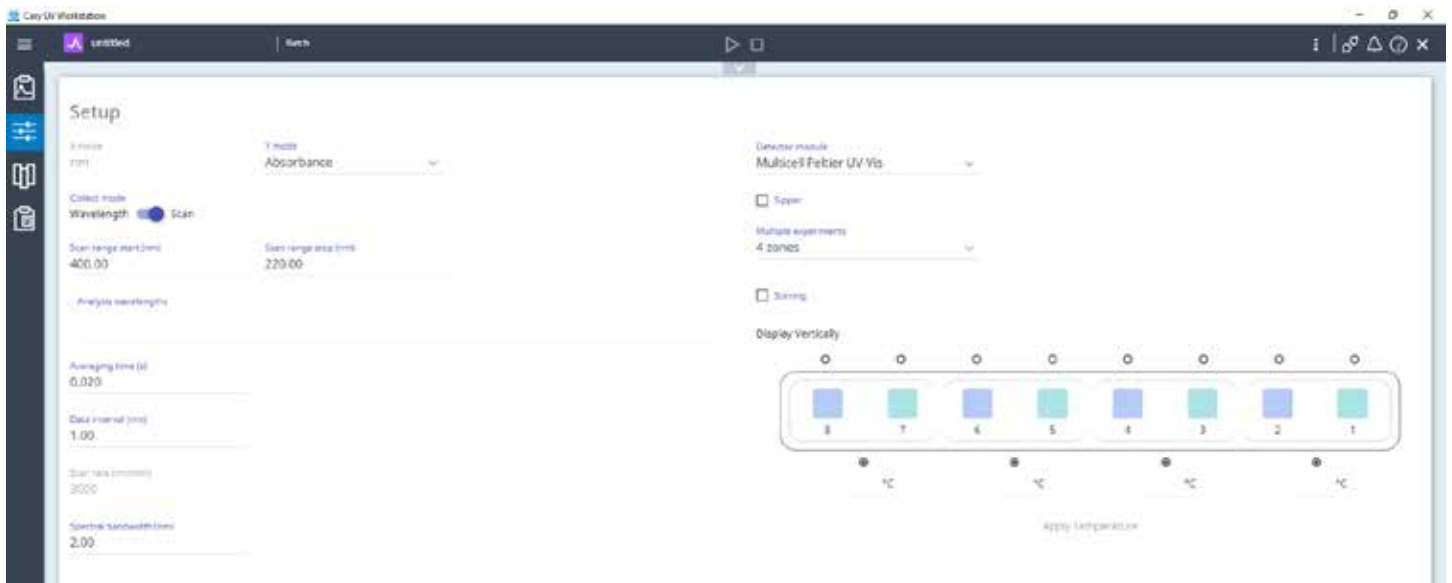 Cary UV Workstation
untitled
Batch
Setup
X mode
nm
Y mode
Absorbance
Collect mode
Wavelength Scan
Scan range start (nm)
400.00
Scan range stop (nm)
220.00
Analysis wavelengths
Averaging time (s)
0.020
Data interval (nm)
1.00
Scan rate (nm/min)
3000
Spectral bandwidth (nm)
2.00
Detector module
Multicell Peltier UV-Vis
Sipper
Multiple experiments
4 zones
Stirring
Display Vertically
8 7 6 5 4 3 2 1
°C °C °C °C
Apply Temperature